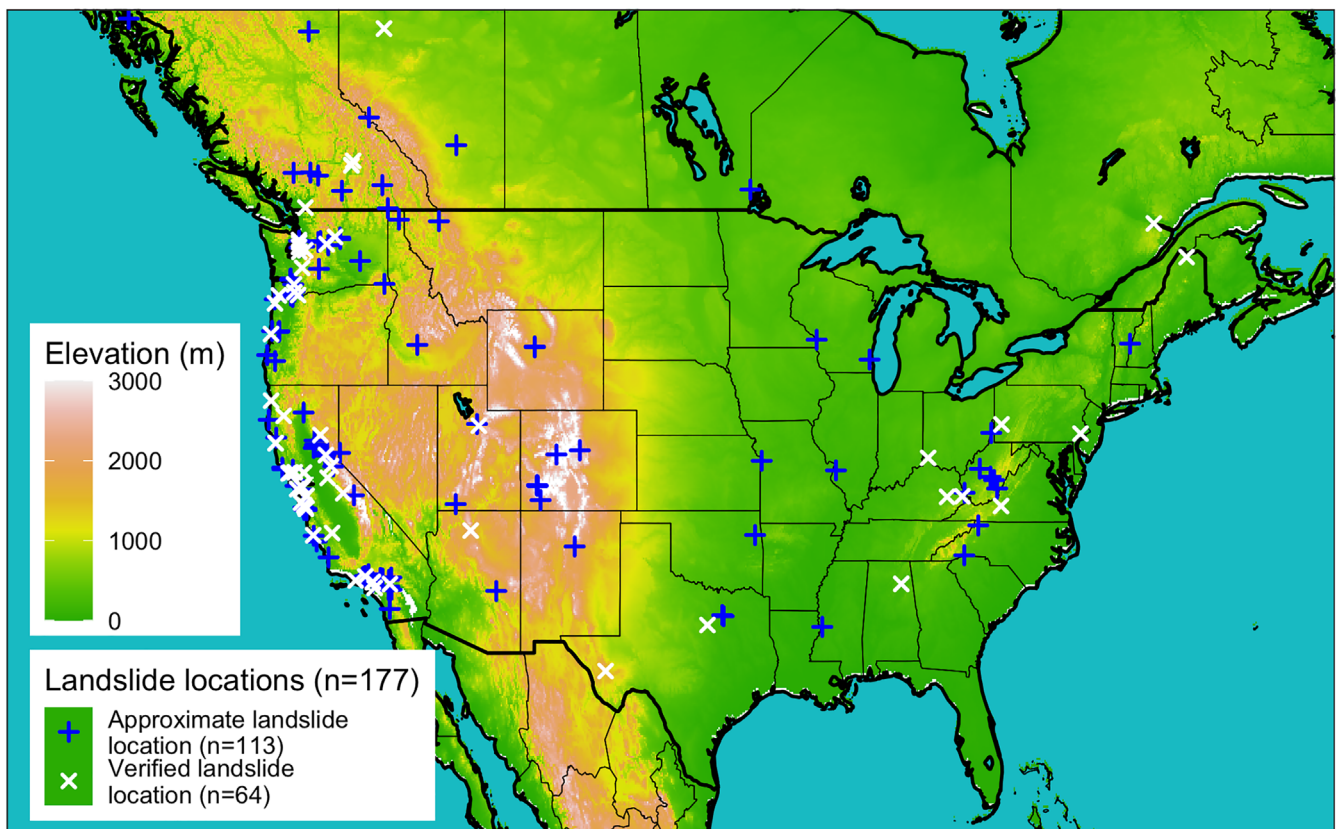 Elevation (m)
3000
2000
1000
0
Landslide locations (n=177)
Approximate landslide
location (n=113)
Verified landslide
location (n=64)